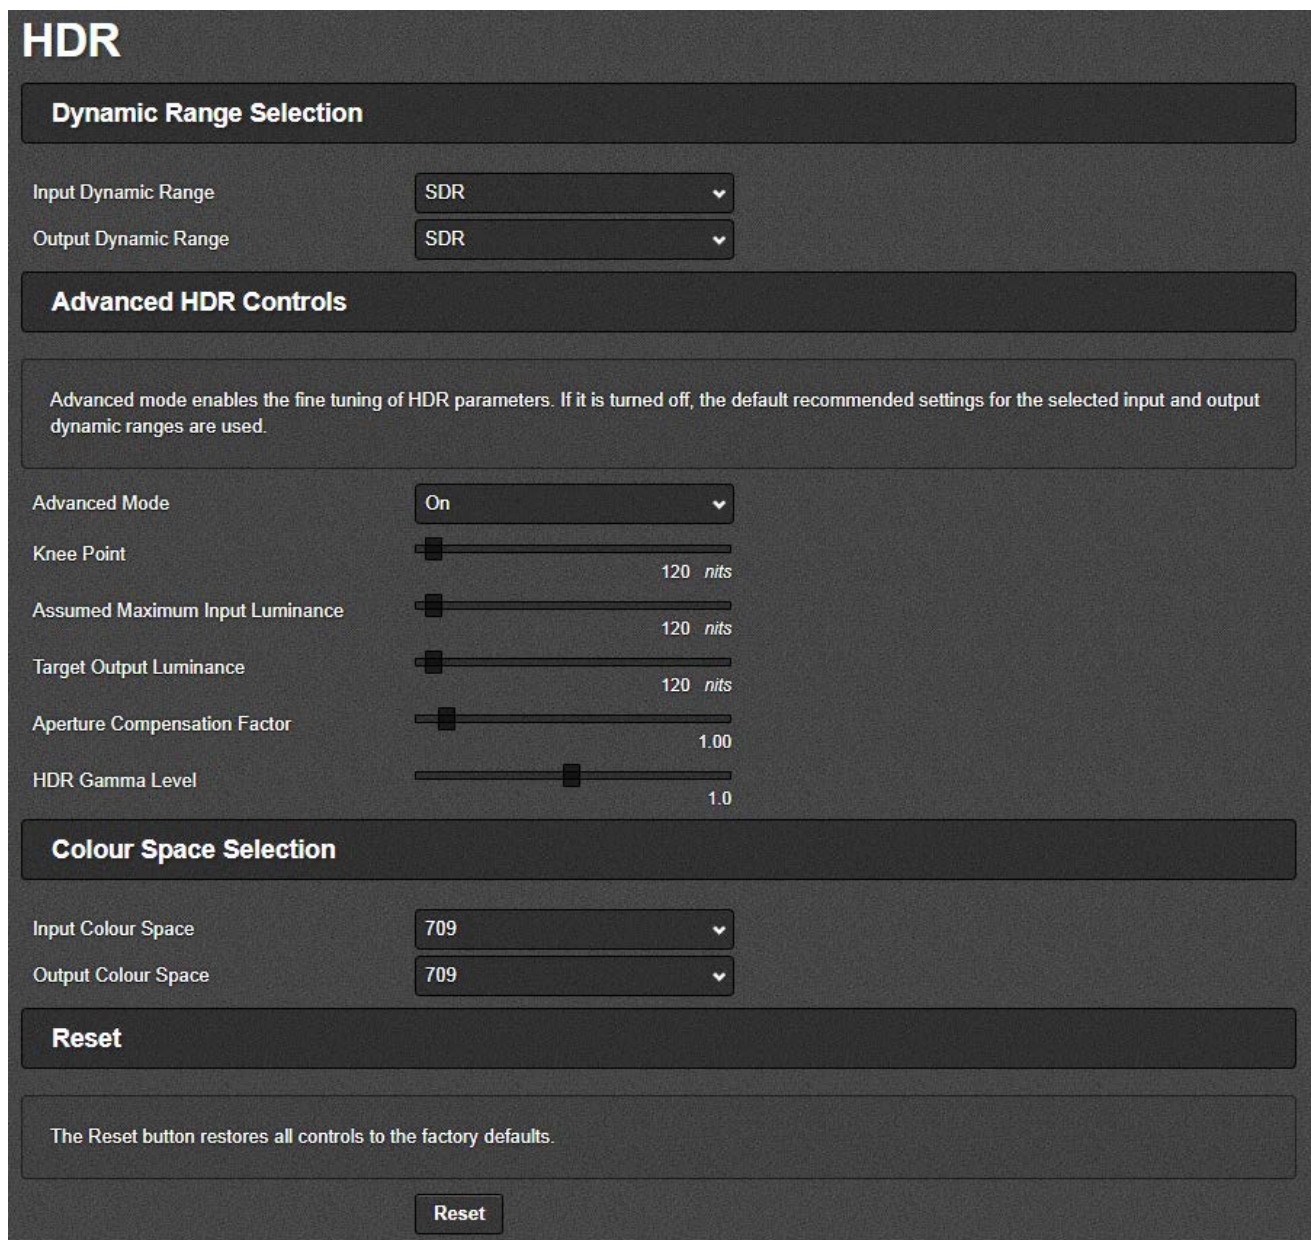 HDR
Dynamic Range Selection
Input Dynamic Range SDR
Output Dynamic Range SDR
Advanced HDR Controls
Advanced mode enables the fine tuning of HDR parameters. If it is turned off, the default recommended settings for the selected input and output
dynamic ranges are used.
Advanced Mode On
Knee Point
120 nits
Assumed Maximum Input Luminance
120 nits
Target Output Luminance
120 nits
Aperture Compensation Factor
1.00
HDR Gamma Level
1.0
Colour Space Selection
Input Colour Space 709
Output Colour Space 709
Reset
The Reset button restores all controls to the factory defaults.
Reset